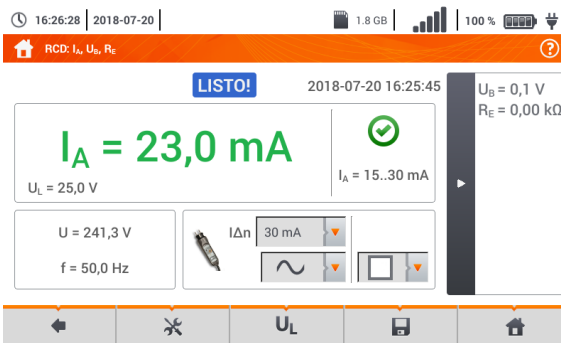 16:26:28 2018-07-20 1.8 GB 100 %
RCD: IA, UB, RE
LISTO! 2018-07-20 16:25:45
IA = 23,0 mA
UL = 25,0 V
IA = 15..30 mA
UB = 0,1 V
RE = 0,00 kΩ
U = 241,3 V
f = 50,0 Hz
IΔn 30 mA
UL